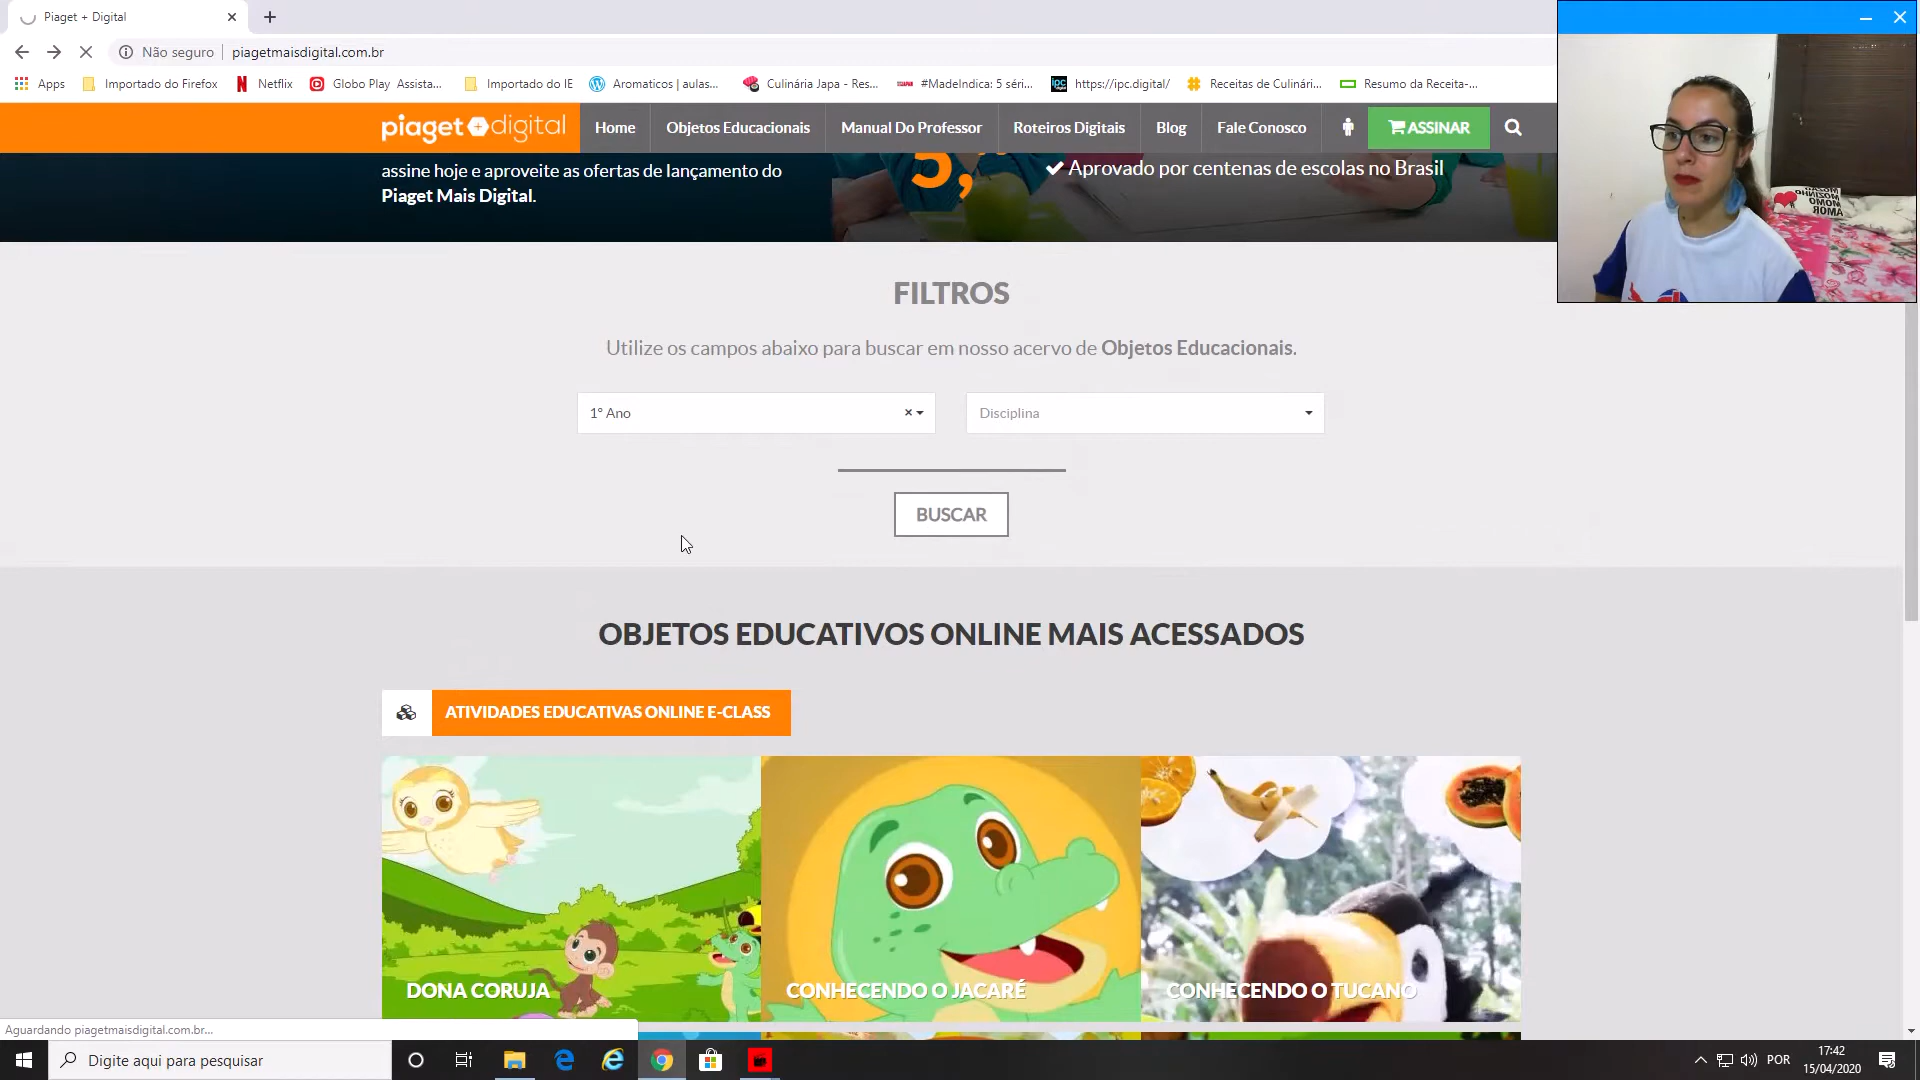 Piaget + Digital
Não seguro
piagetmaisdigital.com.br
Apps
Importado do Firefox
Netflix
Globo Play Assista...
Importado do IE
Aromaticos | aulas...
Culinária Japa - Res...
#MadeIndica: 5 séri...
https://ipc.digital/
Receitas de Culinári...
Resumo da Receita-...
piaget+digital
Home
Objetos Educacionais
Manual Do Professor
Roteiros Digitais
Blog
Fale Conosco
ASSINAR
assine hoje e aproveite as ofertas de lançamento do
Piaget Mais Digital.
5,
Aprovado por centenas de escolas no Brasil
FILTROS
Utilize os campos abaixo para buscar em nosso acervo de Objetos Educacionais.
1º Ano
Disciplina
BUSCAR
OBJETOS EDUCATIVOS ONLINE MAIS ACESSADOS
ATIVIDADES EDUCATIVAS ONLINE E-CLASS
DONA CORUJA
CONHECENDO O JACARÉ
CONHECENDO O TUCANO
Aguardando piagetmaisdigital.com.br...
Digite aqui para pesquisar
POR
17:42
15/04/2020